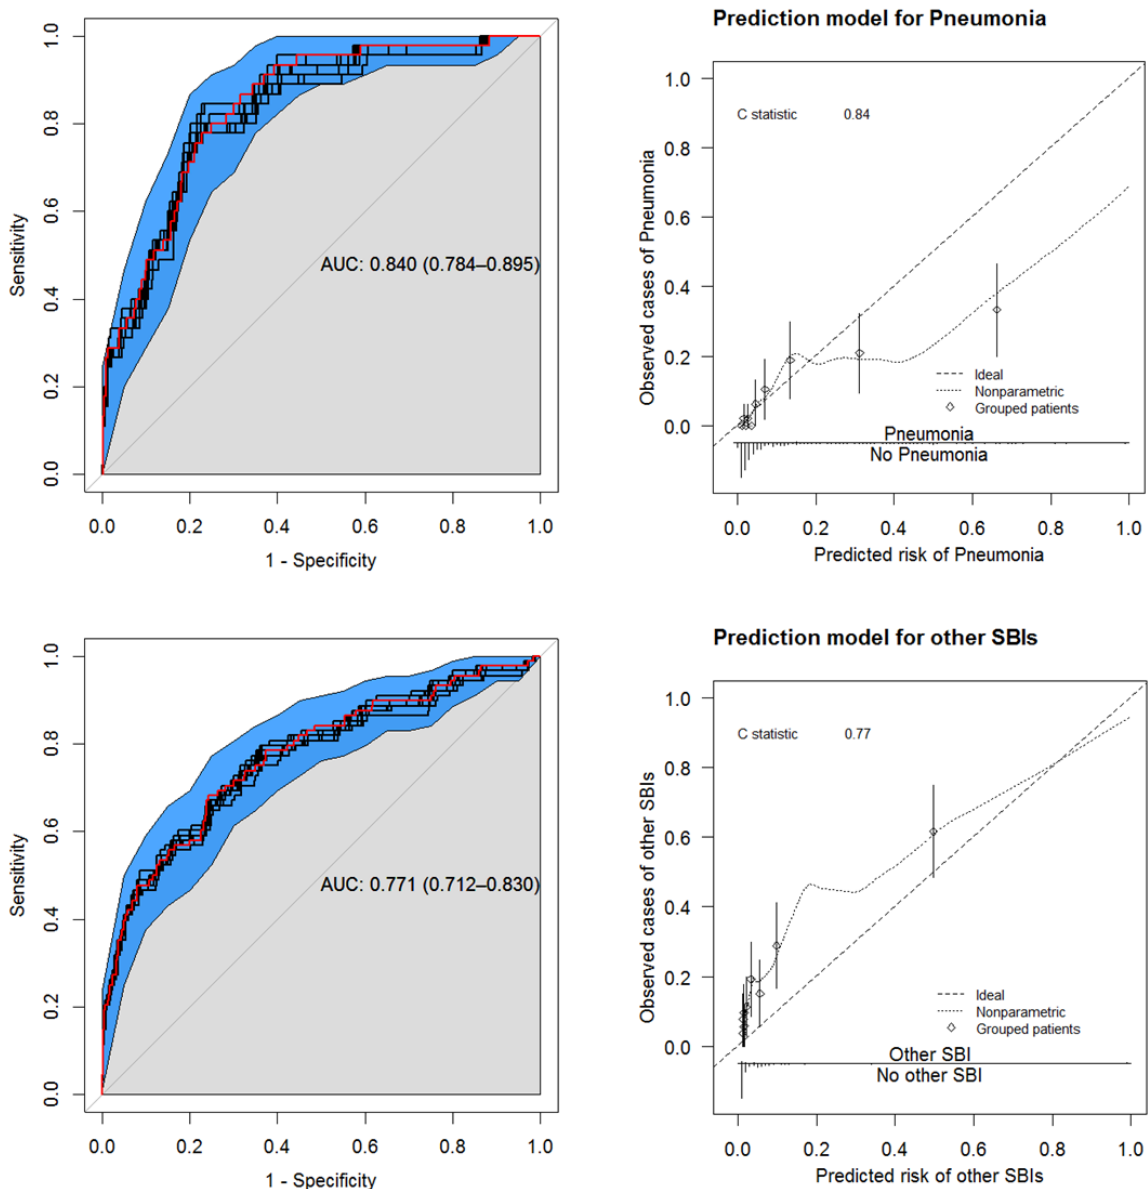 Sensitivity
1.0
0.8
0.6
0.4
0.2
0.0
AUC: 0.840 (0.784–0.895)
0.0 0.2 0.4 0.6 0.8 1.0
1 - Specificity
Prediction model for Pneumonia
Observed cases of Pneumonia
1.0
0.8
0.6
0.4
0.2
0.0
C statistic 0.84
Ideal
Nonparametric
Grouped patients
Pneumonia
No Pneumonia
0.0 0.2 0.4 0.6 0.8 1.0
Predicted risk of Pneumonia
Sensitivity
1.0
0.8
0.6
0.4
0.2
0.0
AUC: 0.771 (0.712–0.830)
0.0 0.2 0.4 0.6 0.8 1.0
1 - Specificity
Prediction model for other SBIs
Observed cases of other SBIs
1.0
0.8
0.6
0.4
0.2
0.0
C statistic 0.77
Ideal
Nonparametric
Grouped patients
Other SBI
No other SBI
0.0 0.2 0.4 0.6 0.8 1.0
Predicted risk of other SBIs